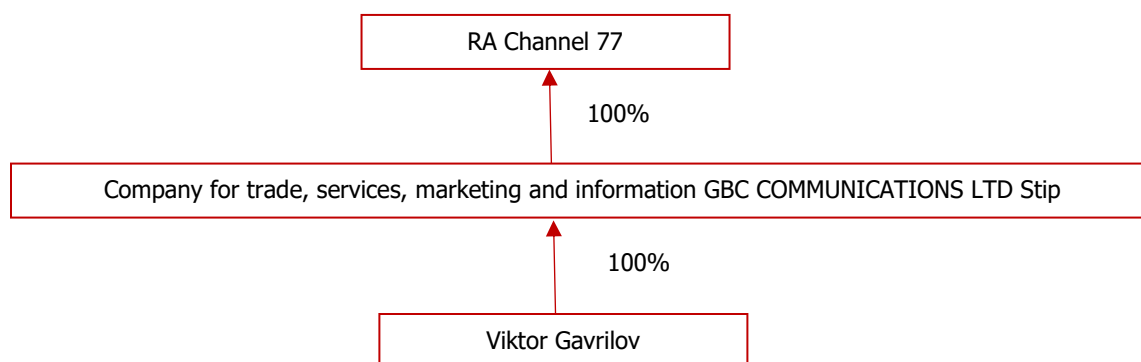 RA Channel 77
100%
Company for trade, services, marketing and information GBC COMMUNICATIONS LTD Stip
100%
Viktor Gavrilov